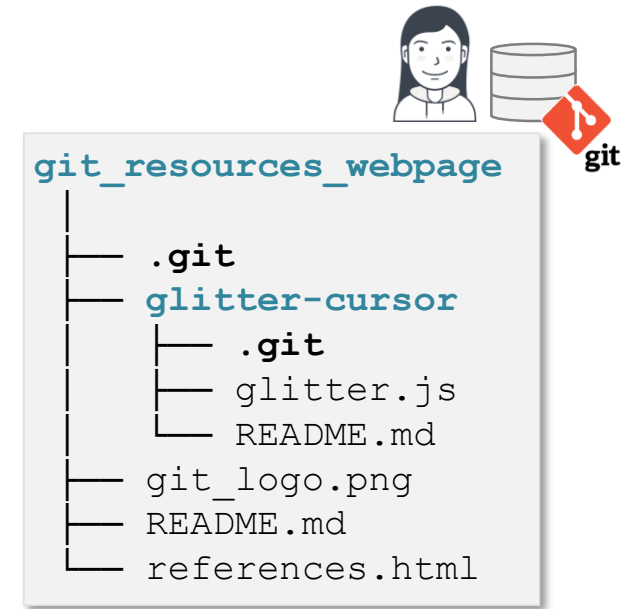 git
git_resources_webpage
.git
glitter-cursor
.git
glitter.js
README.md
git_logo.png
README.md
references.html